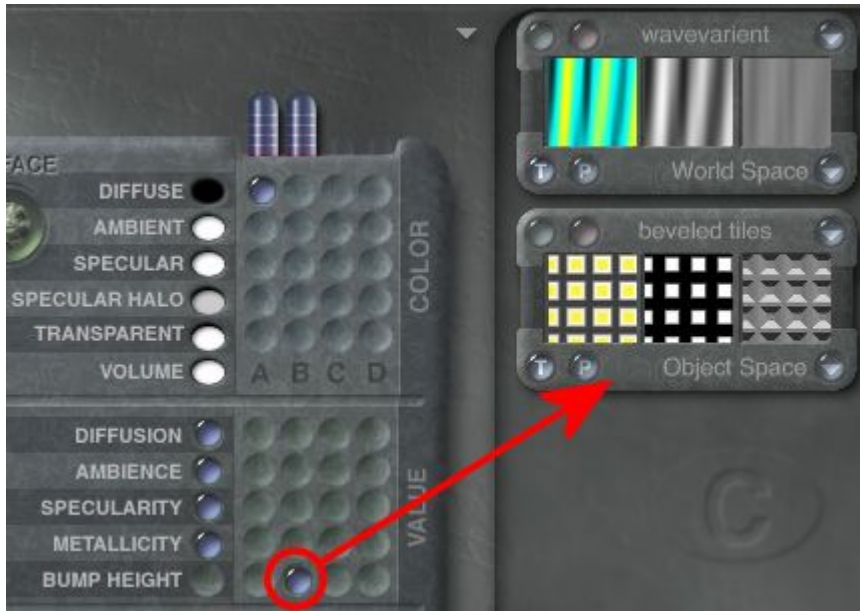 wavevarient
T P World Space
FACE
DIFFUSE
AMBIENT
SPECULAR
SPECULAR HALO
TRANSPARENT
VOLUME
A B C D
COLOR
beveled tiles
T P Object Space
DIFFUSION
AMBIENCE
SPECULARITY
METALLICITY
BUMP HEIGHT
VALUE
C